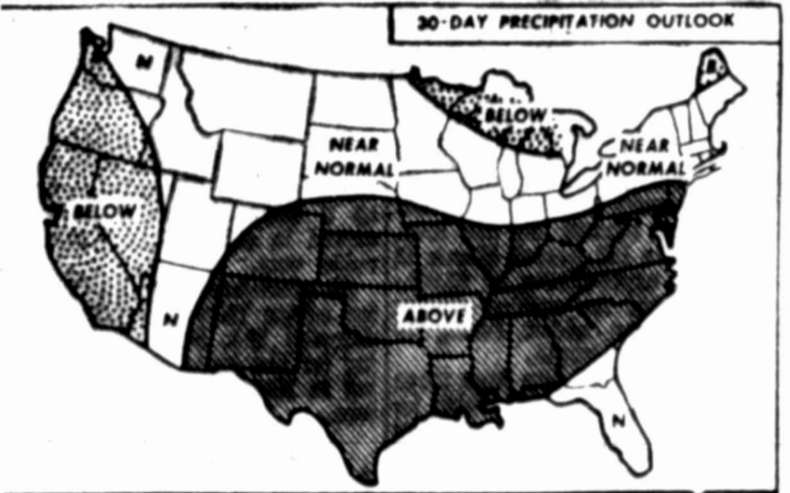 30-DAY PRECIPITATION OUTLOOK
N
B
BELOW
NEAR
NORMAL
NEAR
NORMAL
BELOW
ABOVE
N
N